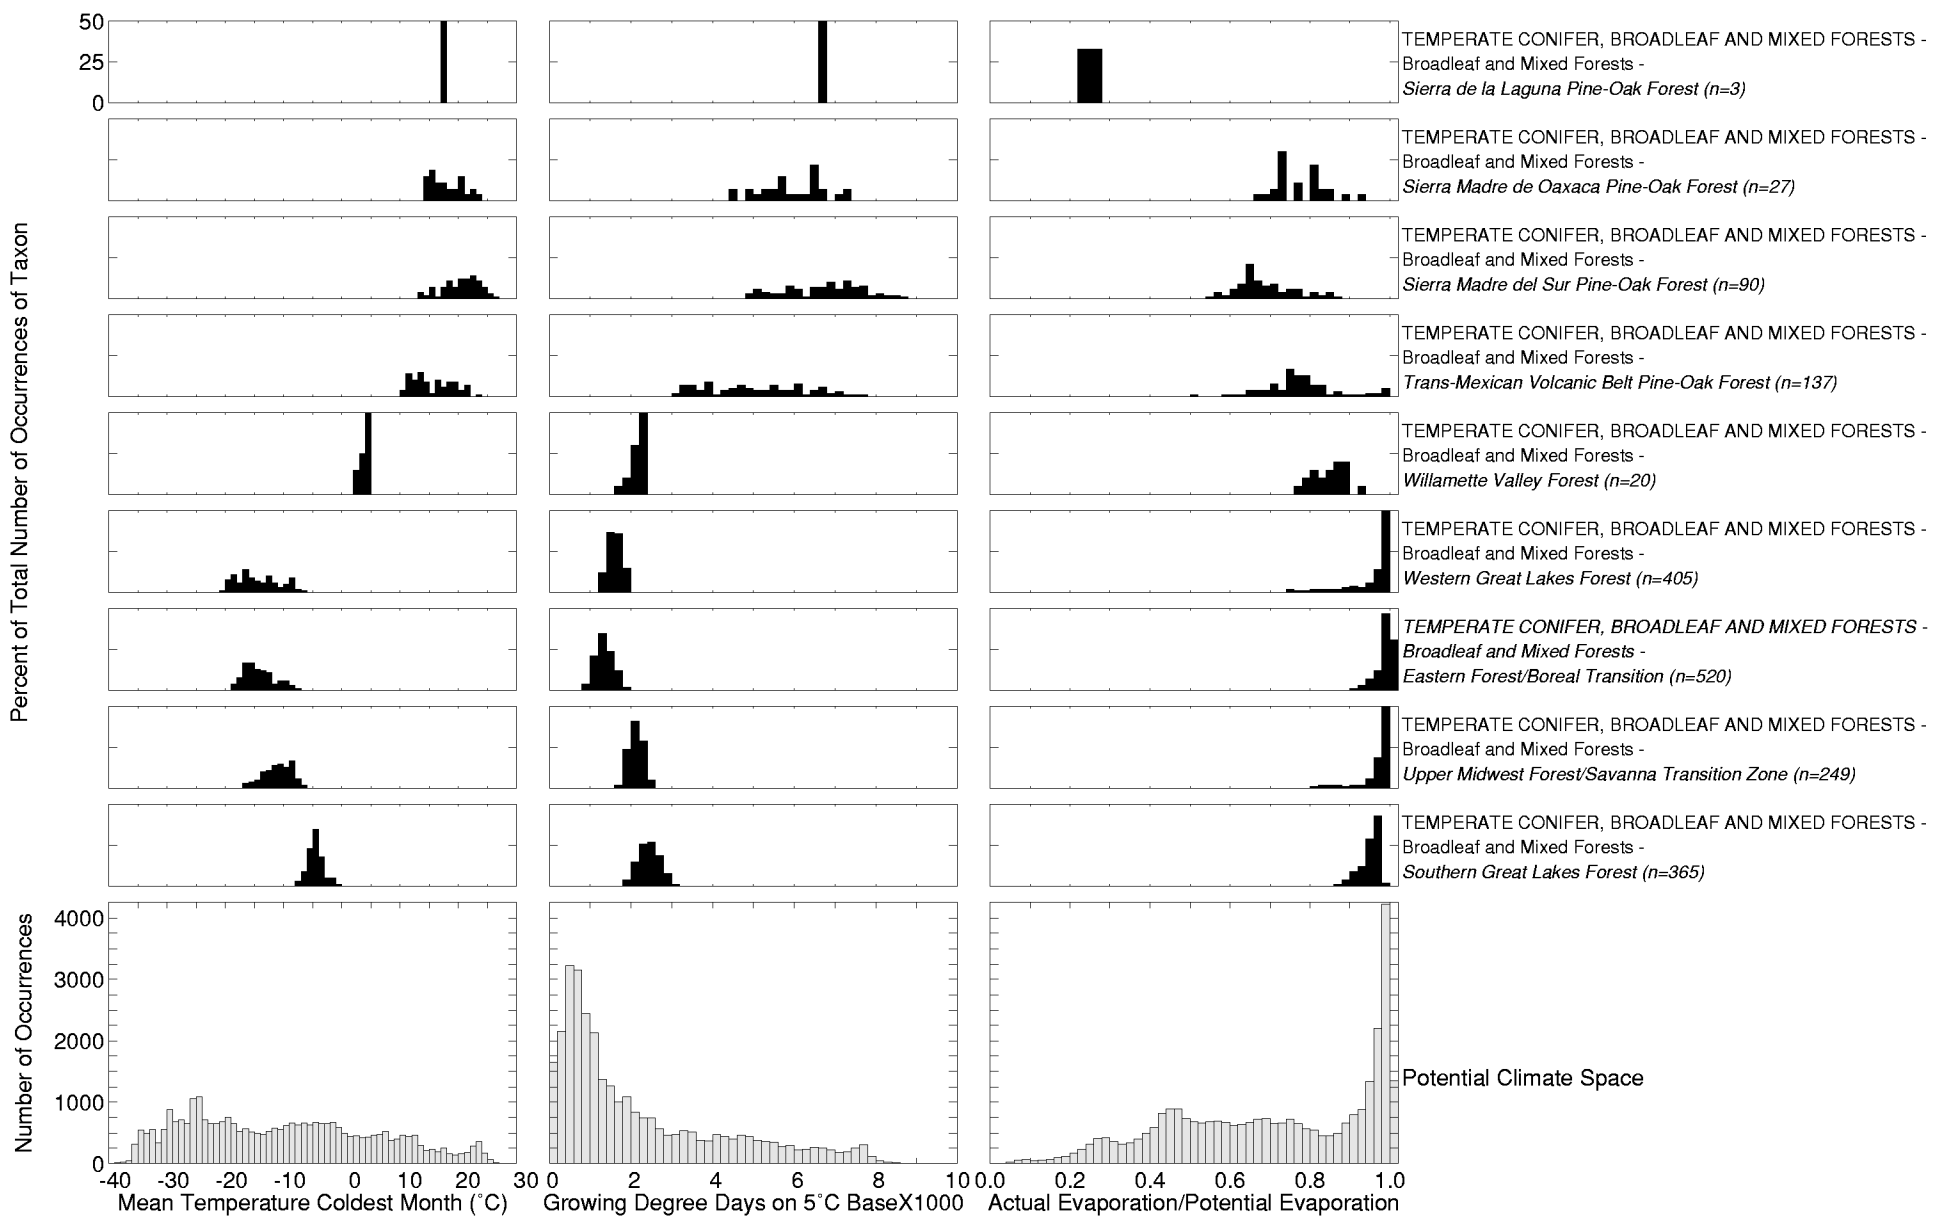 Percent of Total Number of Occurrences of Taxon
50
25
0
TEMPERATE CONIFER, BROADLEAF AND MIXED FORESTS -
Broadleaf and Mixed Forests -
Sierra de la Laguna Pine-Oak Forest (n=3)
TEMPERATE CONIFER, BROADLEAF AND MIXED FORESTS -
Broadleaf and Mixed Forests -
Sierra Madre de Oaxaca Pine-Oak Forest (n=27)
TEMPERATE CONIFER, BROADLEAF AND MIXED FORESTS -
Broadleaf and Mixed Forests -
Sierra Madre del Sur Pine-Oak Forest (n=90)
TEMPERATE CONIFER, BROADLEAF AND MIXED FORESTS -
Broadleaf and Mixed Forests -
Trans-Mexican Volcanic Belt Pine-Oak Forest (n=137)
TEMPERATE CONIFER, BROADLEAF AND MIXED FORESTS -
Broadleaf and Mixed Forests -
Willamette Valley Forest (n=20)
TEMPERATE CONIFER, BROADLEAF AND MIXED FORESTS -
Broadleaf and Mixed Forests -
Western Great Lakes Forest (n=405)
TEMPERATE CONIFER, BROADLEAF AND MIXED FORESTS -
Broadleaf and Mixed Forests -
Eastern Forest/Boreal Transition (n=520)
TEMPERATE CONIFER, BROADLEAF AND MIXED FORESTS -
Broadleaf and Mixed Forests -
Upper Midwest Forest/Savanna Transition Zone (n=249)
TEMPERATE CONIFER, BROADLEAF AND MIXED FORESTS -
Broadleaf and Mixed Forests -
Southern Great Lakes Forest (n=365)
Number of Occurrences
4000
3000
2000
1000
0
Potential Climate Space
-40 -30 -20 -10 0 10 20 30
0 2 4 6 8 10
0.0 0.2 0.4 0.6 0.8 1.0
Mean Temperature Coldest Month (˚C)
Growing Degree Days on 5˚C BaseX1000
Actual Evaporation/Potential Evaporation